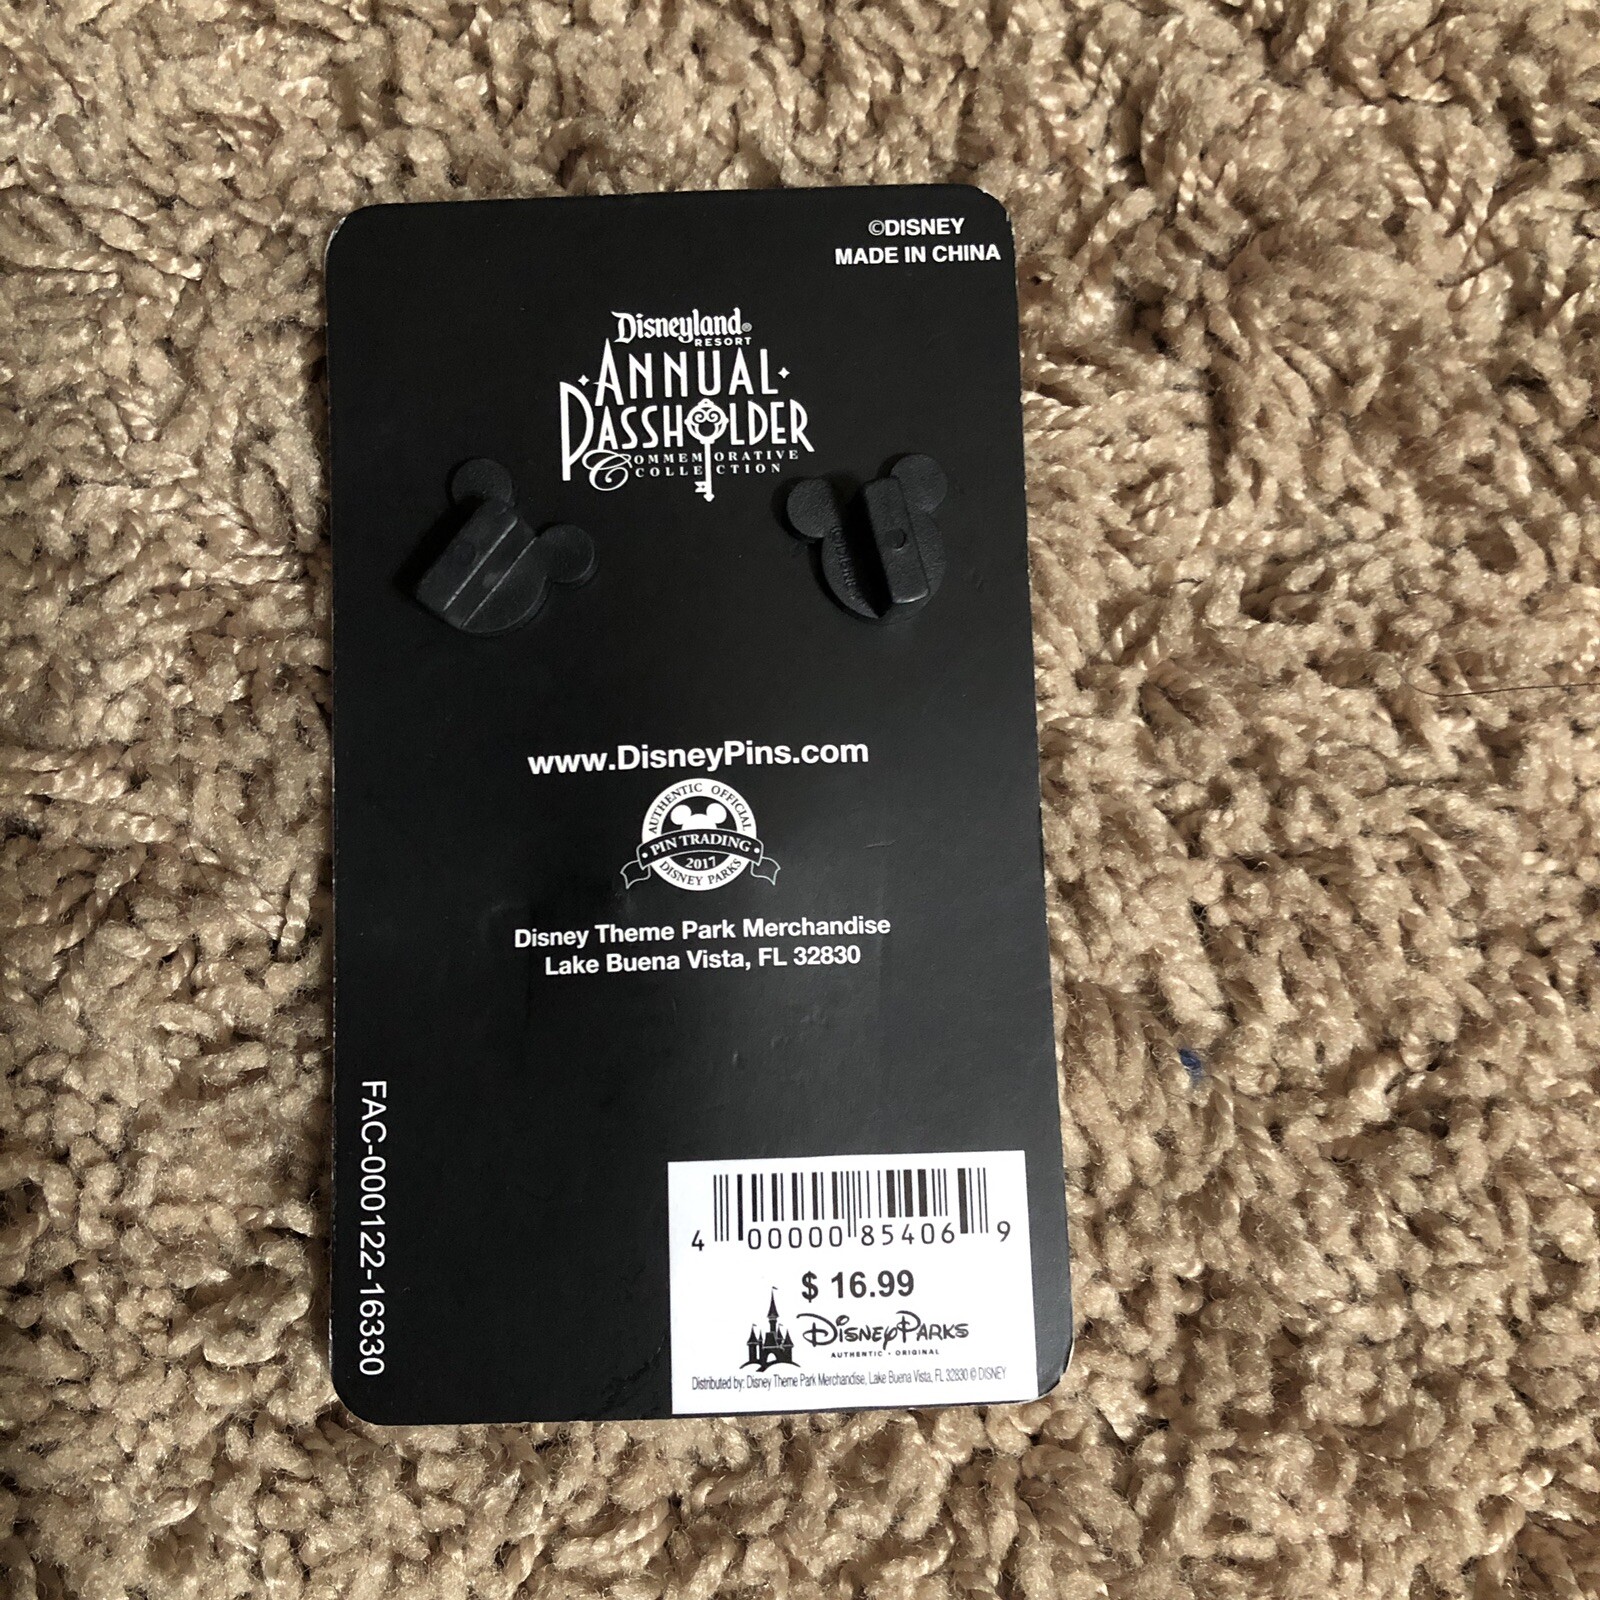 ©DISNEY
MADE IN CHINA
Disneyland®
RESORT
ANNUAL
PASSHOLDER
COMMEMORATIVE
COLLECTION
www.DisneyPins.com
AUTHENTIC OFFICIAL
PIN TRADING
2017
DISNEY PARKS
Disney Theme Park Merchandise
Lake Buena Vista, FL 32830
FAC-000122-16330
4 00000 85406 9
$ 16.99
Disney Parks
AUTHENTIC • ORIGINAL
Distributed by: Disney Theme Park Merchandise, Lake Buena Vista, FL 32830 © DISNEY